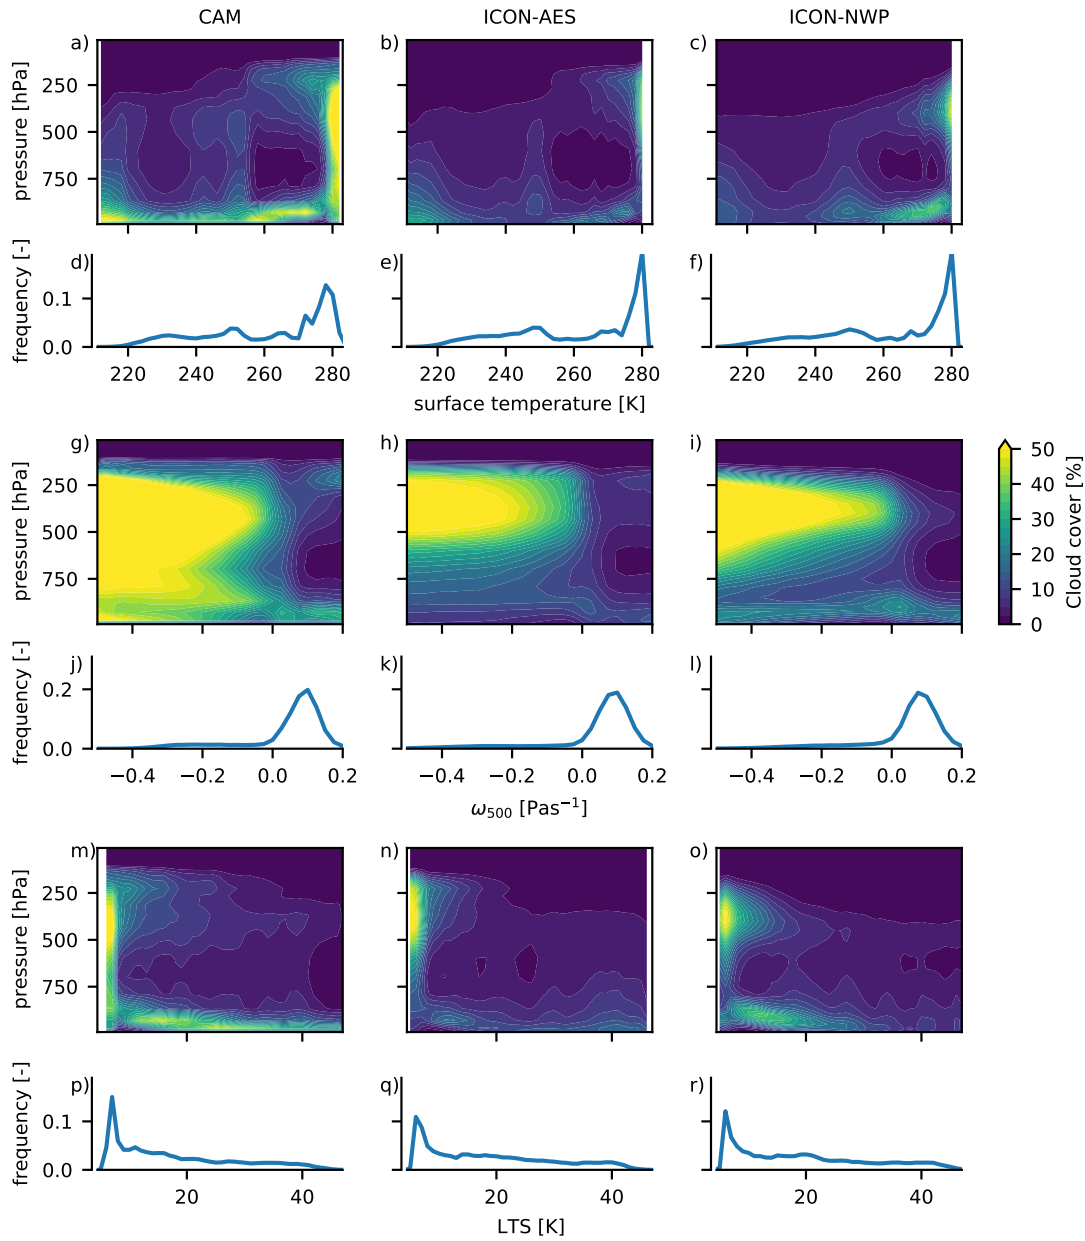 CAM ICON-AES ICON-NWP
a) b) c)
pressure [hPa]
250
500
750
d) e) f)
frequency [-]
0.1
0.0
220 240 260 280 220 240 260 280 220 240 260 280
surface temperature [K]
g) h) i)
pressure [hPa]
250
500
750
50
40
30
20
10
0
Cloud cover [%]
j) k) l)
frequency [-]
0.2
0.0
−0.4 −0.2 0.0 0.2 −0.4 −0.2 0.0 0.2 −0.4 −0.2 0.0 0.2
ω500 [Pas−1]
m) n) o)
pressure [hPa]
250
500
750
p) q) r)
frequency [-]
0.1
0.0
20 40 20 40 20 40
LTS [K]